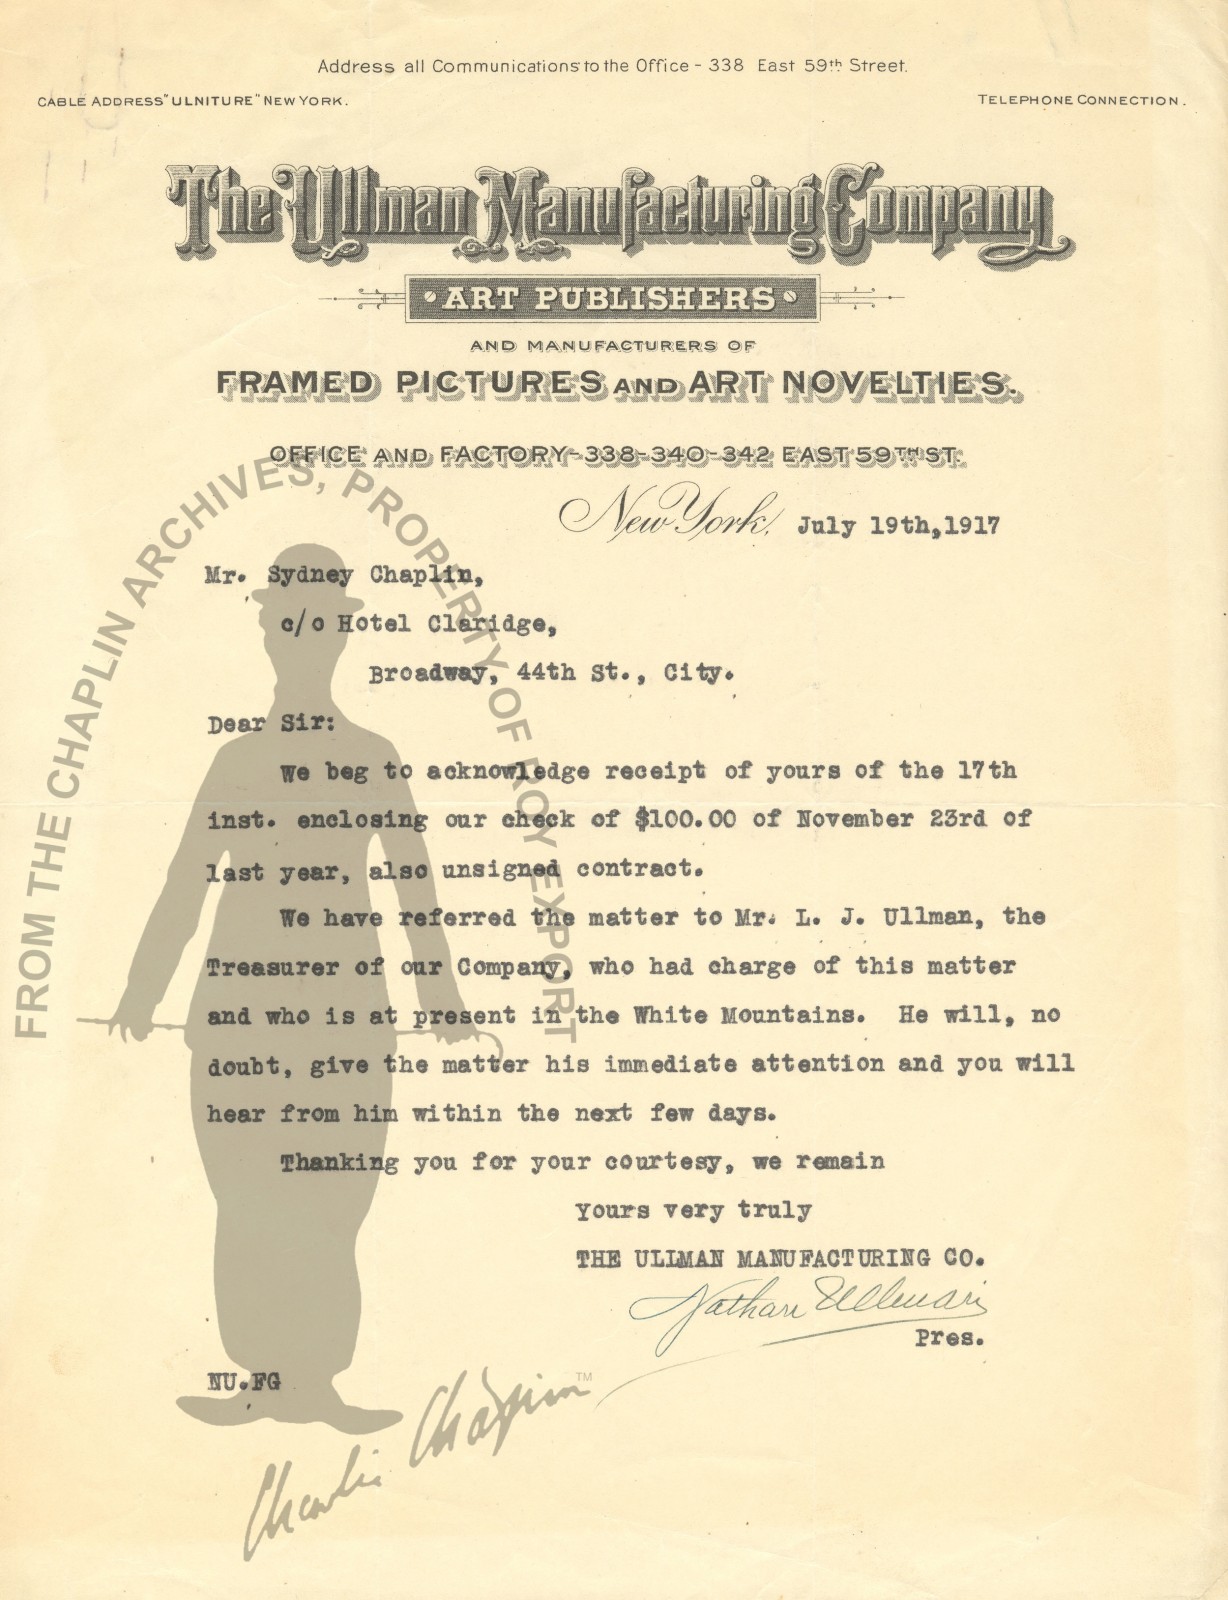 Address all Communications to the Office - 338 East 59th Street.
CABLE ADDRESS "ULNITURE" NEW YORK.
TELEPHONE CONNECTION.
The Ullman Manufacturing Company
ART PUBLISHERS
AND MANUFACTURERS OF
FRAMED PICTURES AND ART NOVELTIES.
OFFICE AND FACTORY-338-340-342 EAST 59TH ST.
New York, July 19th,1917
Mr. Sydney Chaplin,
c/o Hotel Claridge,
Broadway, 44th St., City.
Dear Sir:
We beg to acknowledge receipt of yours of the 17th
inst. enclosing our check of $100.00 of November 23rd of
last year, also unsigned contract.
We have referred the matter to Mr. L. J. Ullman, the
Treasurer of our Company, who had charge of this matter
and who is at present in the White Mountains. He will, no
doubt, give the matter his immediate attention and you will
hear from him within the next few days.
Thanking you for your courtesy, we remain
Yours very truly
THE ULLMAN MANUFACTURING CO.
Nathan Ullman
Pres.
NU.FG
FROM THE CHAPLIN ARCHIVES, PROPERTY OF ROY EXPORT
Charlie Chaplin TM